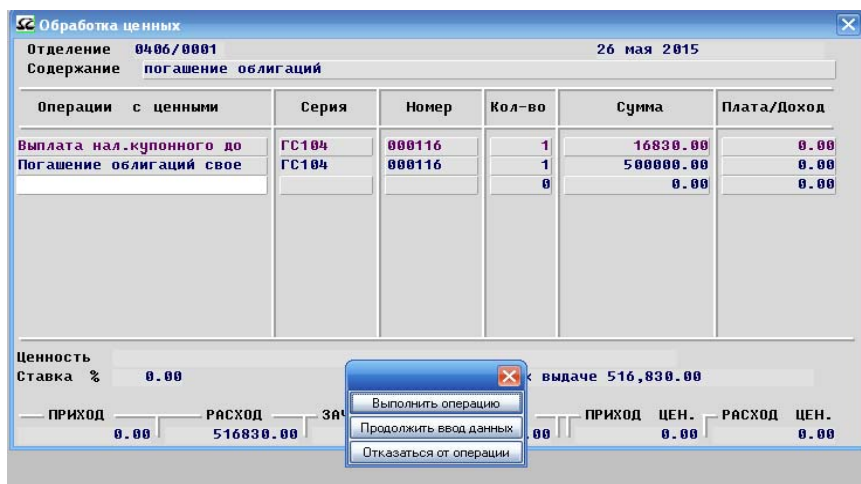 SC Обработка ценных
Отделение 0406/0001 26 мая 2015
Содержание погашение облигаций
Операции с ценными Серия Номер Кол-во Сумма Плата/Доход
Выплата нал.купонного до ГС104 000116 1 16830.00 0.00
Погашение облигаций свое ГС104 000116 1 500000.00 0.00
0 0.00 0.00
Ценность
Ставка % 0.00 к выдаче 516,830.00
Выполнить операцию
ПРИХОД РАСХОД ЗАЧ ПРИХОД ЦЕН. РАСХОД ЦЕН.
Продолжить ввод данных
0.00 516830.00 .00 0.00 0.00
Отказаться от операции